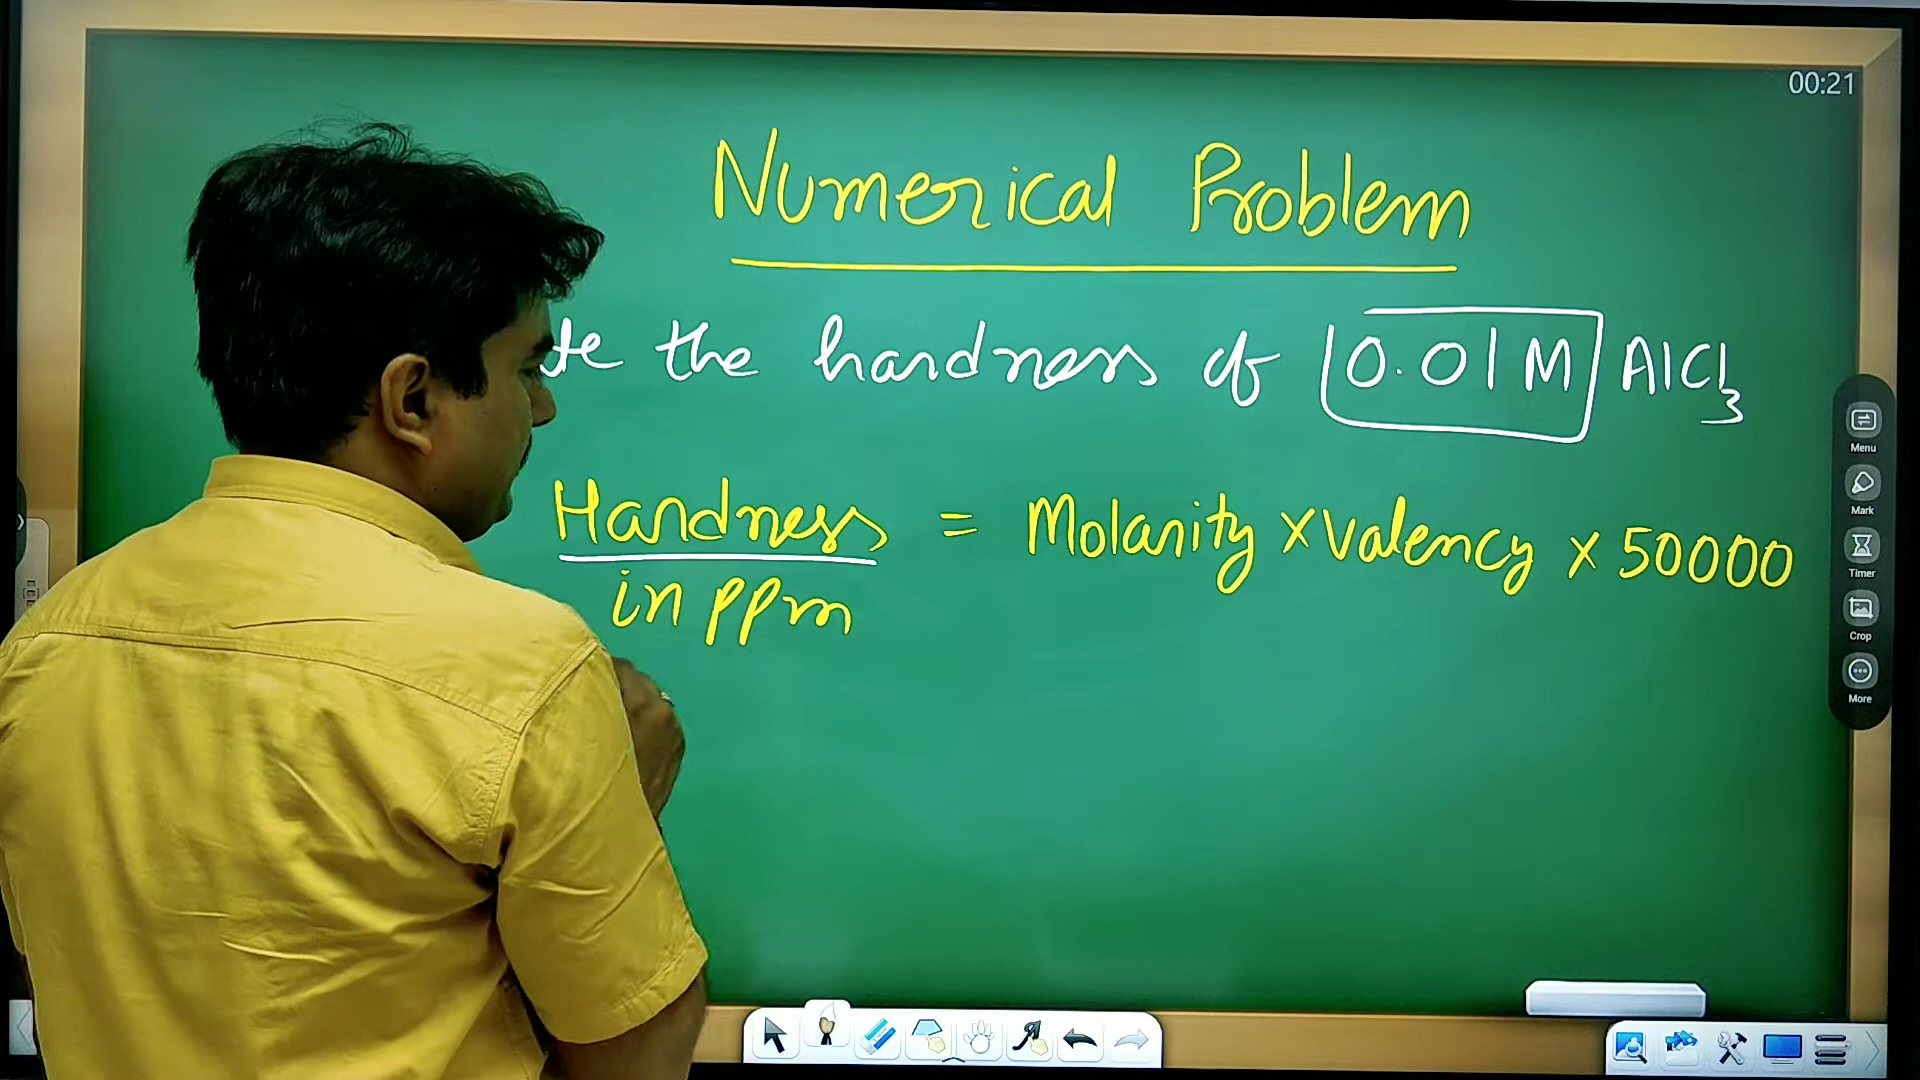 00:21
Numerical Problem
te the hardness of 0.01 M AlCl3
Hardness = Molarity × Valency × 50000
in ppm
Menu
Mark
Timer
Crop
More